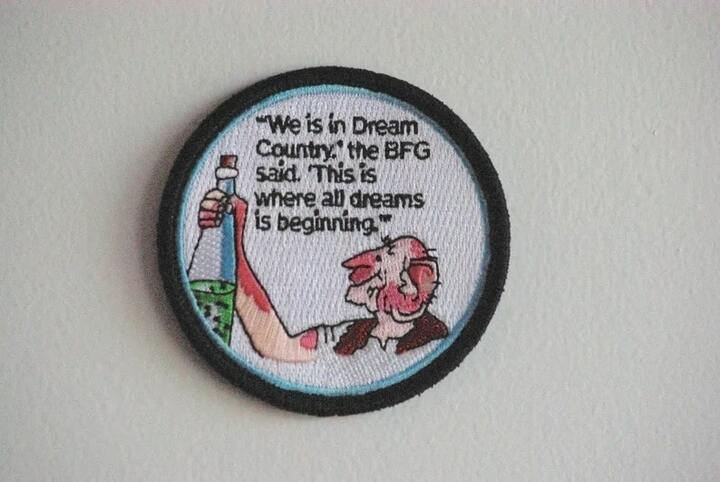 "We is in Dream
Country,' the BFG
said. 'This is
where all dreams
is beginning.'"